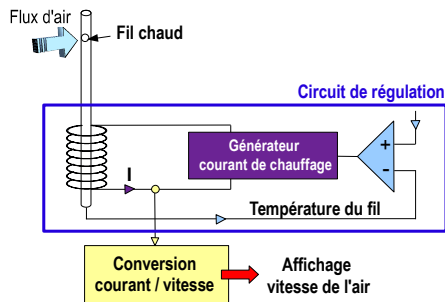 Flux d'air
Fil chaud
Circuit de régulation
Générateur
courant de chauffage
+
-
I
Température du fil
Conversion
courant / vitesse
Affichage
vitesse de l'air